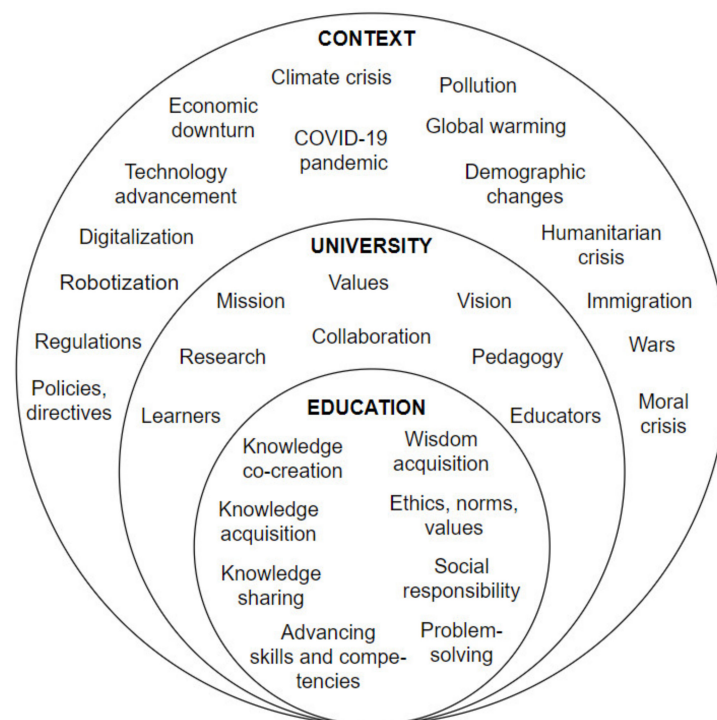 CONTEXT
Climate crisis
Pollution
Economic
downturn
Global warming
COVID-19
pandemic
Technology
advancement
Demographic
changes
Digitalization
Humanitarian
crisis
Robotization
Immigration
Regulations
Wars
Policies,
directives
Moral
crisis
UNIVERSITY
Values
Mission
Vision
Collaboration
Research
Pedagogy
Learners
Educators
EDUCATION
Knowledge
co-creation
Wisdom
acquisition
Knowledge
acquisition
Ethics, norms,
values
Knowledge
sharing
Social
responsibility
Advancing
skills and compe-
tencies
Problem-
solving